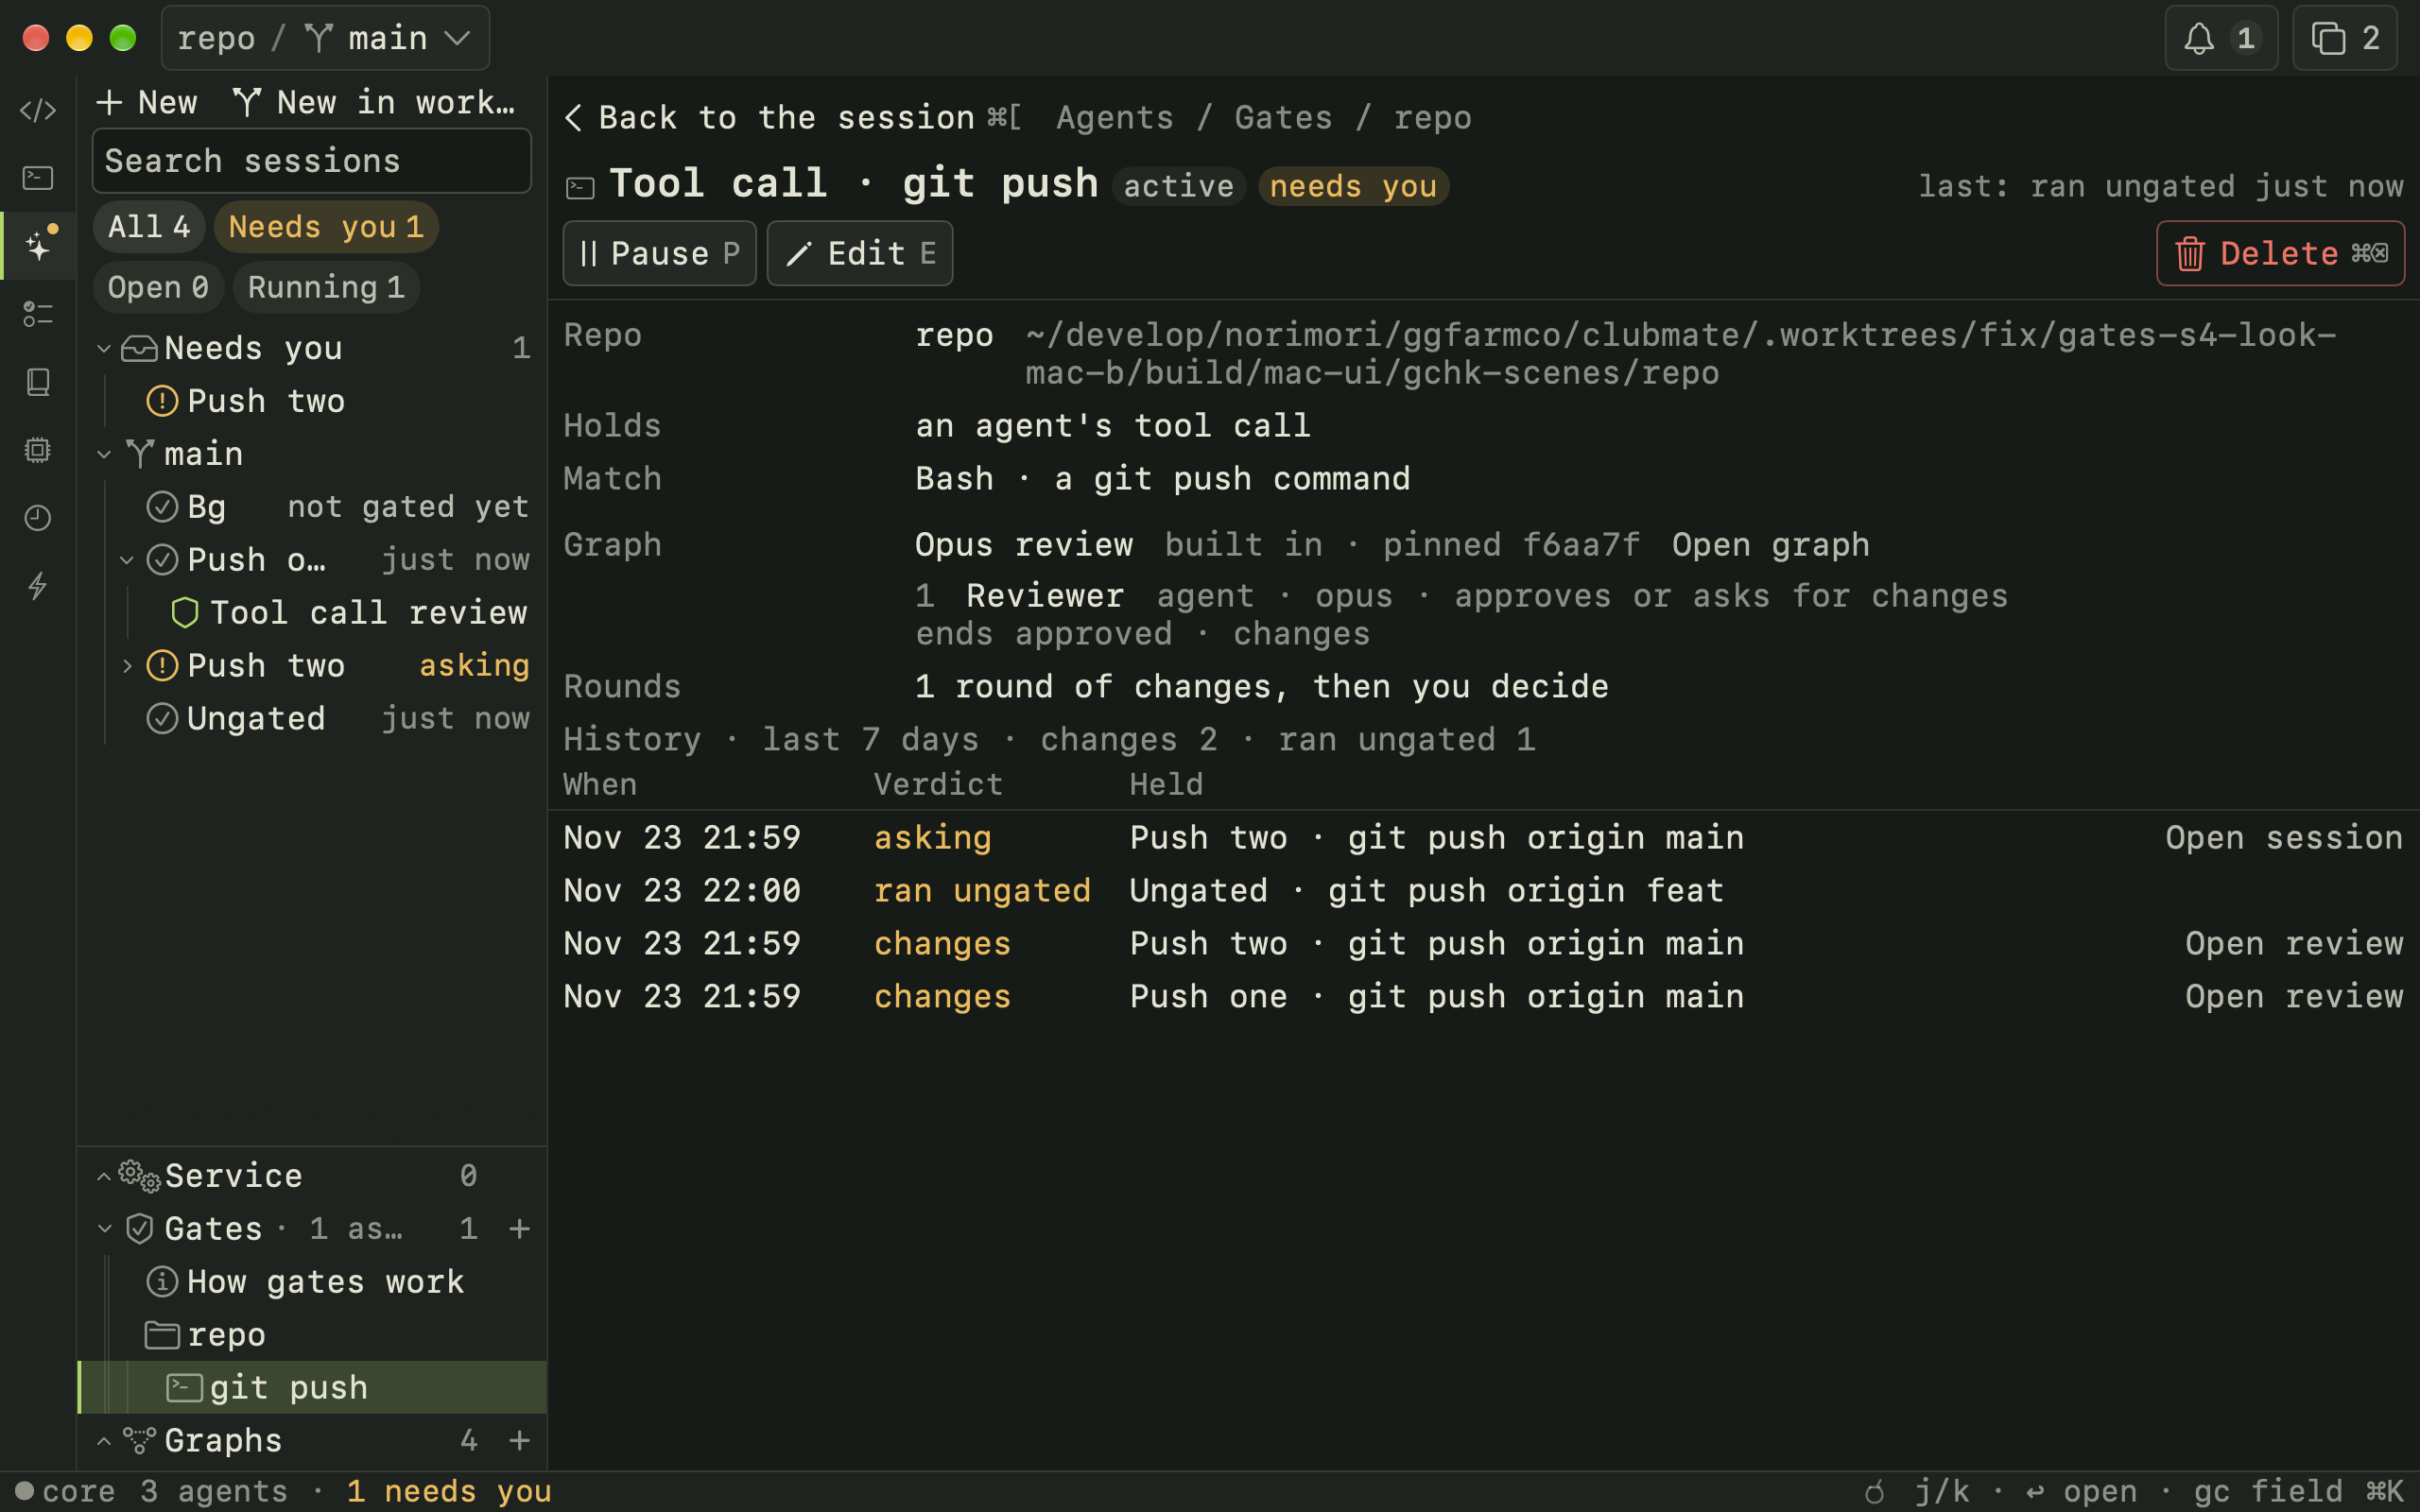 repo / main
1
2
+ New New in work…
Search sessions
All 4 Needs you 1
Open 0 Running 1
Needs you 1
Push two
main
Bg not gated yet
Push o… just now
Tool call review
Push two asking
Ungated just now
Service 0
Gates · 1 as… 1 +
How gates work
repo
git push
Graphs 4 +
Back to the session ⌘[ Agents / Gates / repo
Tool call · git push active needs you last: ran ungated just now
Pause P Edit E Delete ⌘⌫
Repo repo ~/develop/norimori/ggfarmco/clubmate/.worktrees/fix/gates-s4-look-
mac-b/build/mac-ui/gchk-scenes/repo
Holds an agent's tool call
Match Bash · a git push command
Graph Opus review built in · pinned f6aa7f Open graph
1 Reviewer agent · opus · approves or asks for changes
ends approved · changes
Rounds 1 round of changes, then you decide
History · last 7 days · changes 2 · ran ungated 1
When Verdict Held
Nov 23 21:59 asking Push two · git push origin main Open session
Nov 23 22:00 ran ungated Ungated · git push origin feat
Nov 23 21:59 changes Push two · git push origin main Open review
Nov 23 21:59 changes Push one · git push origin main Open review
core 3 agents · 1 needs you
j/k · ↩ open · gc field ⌘K